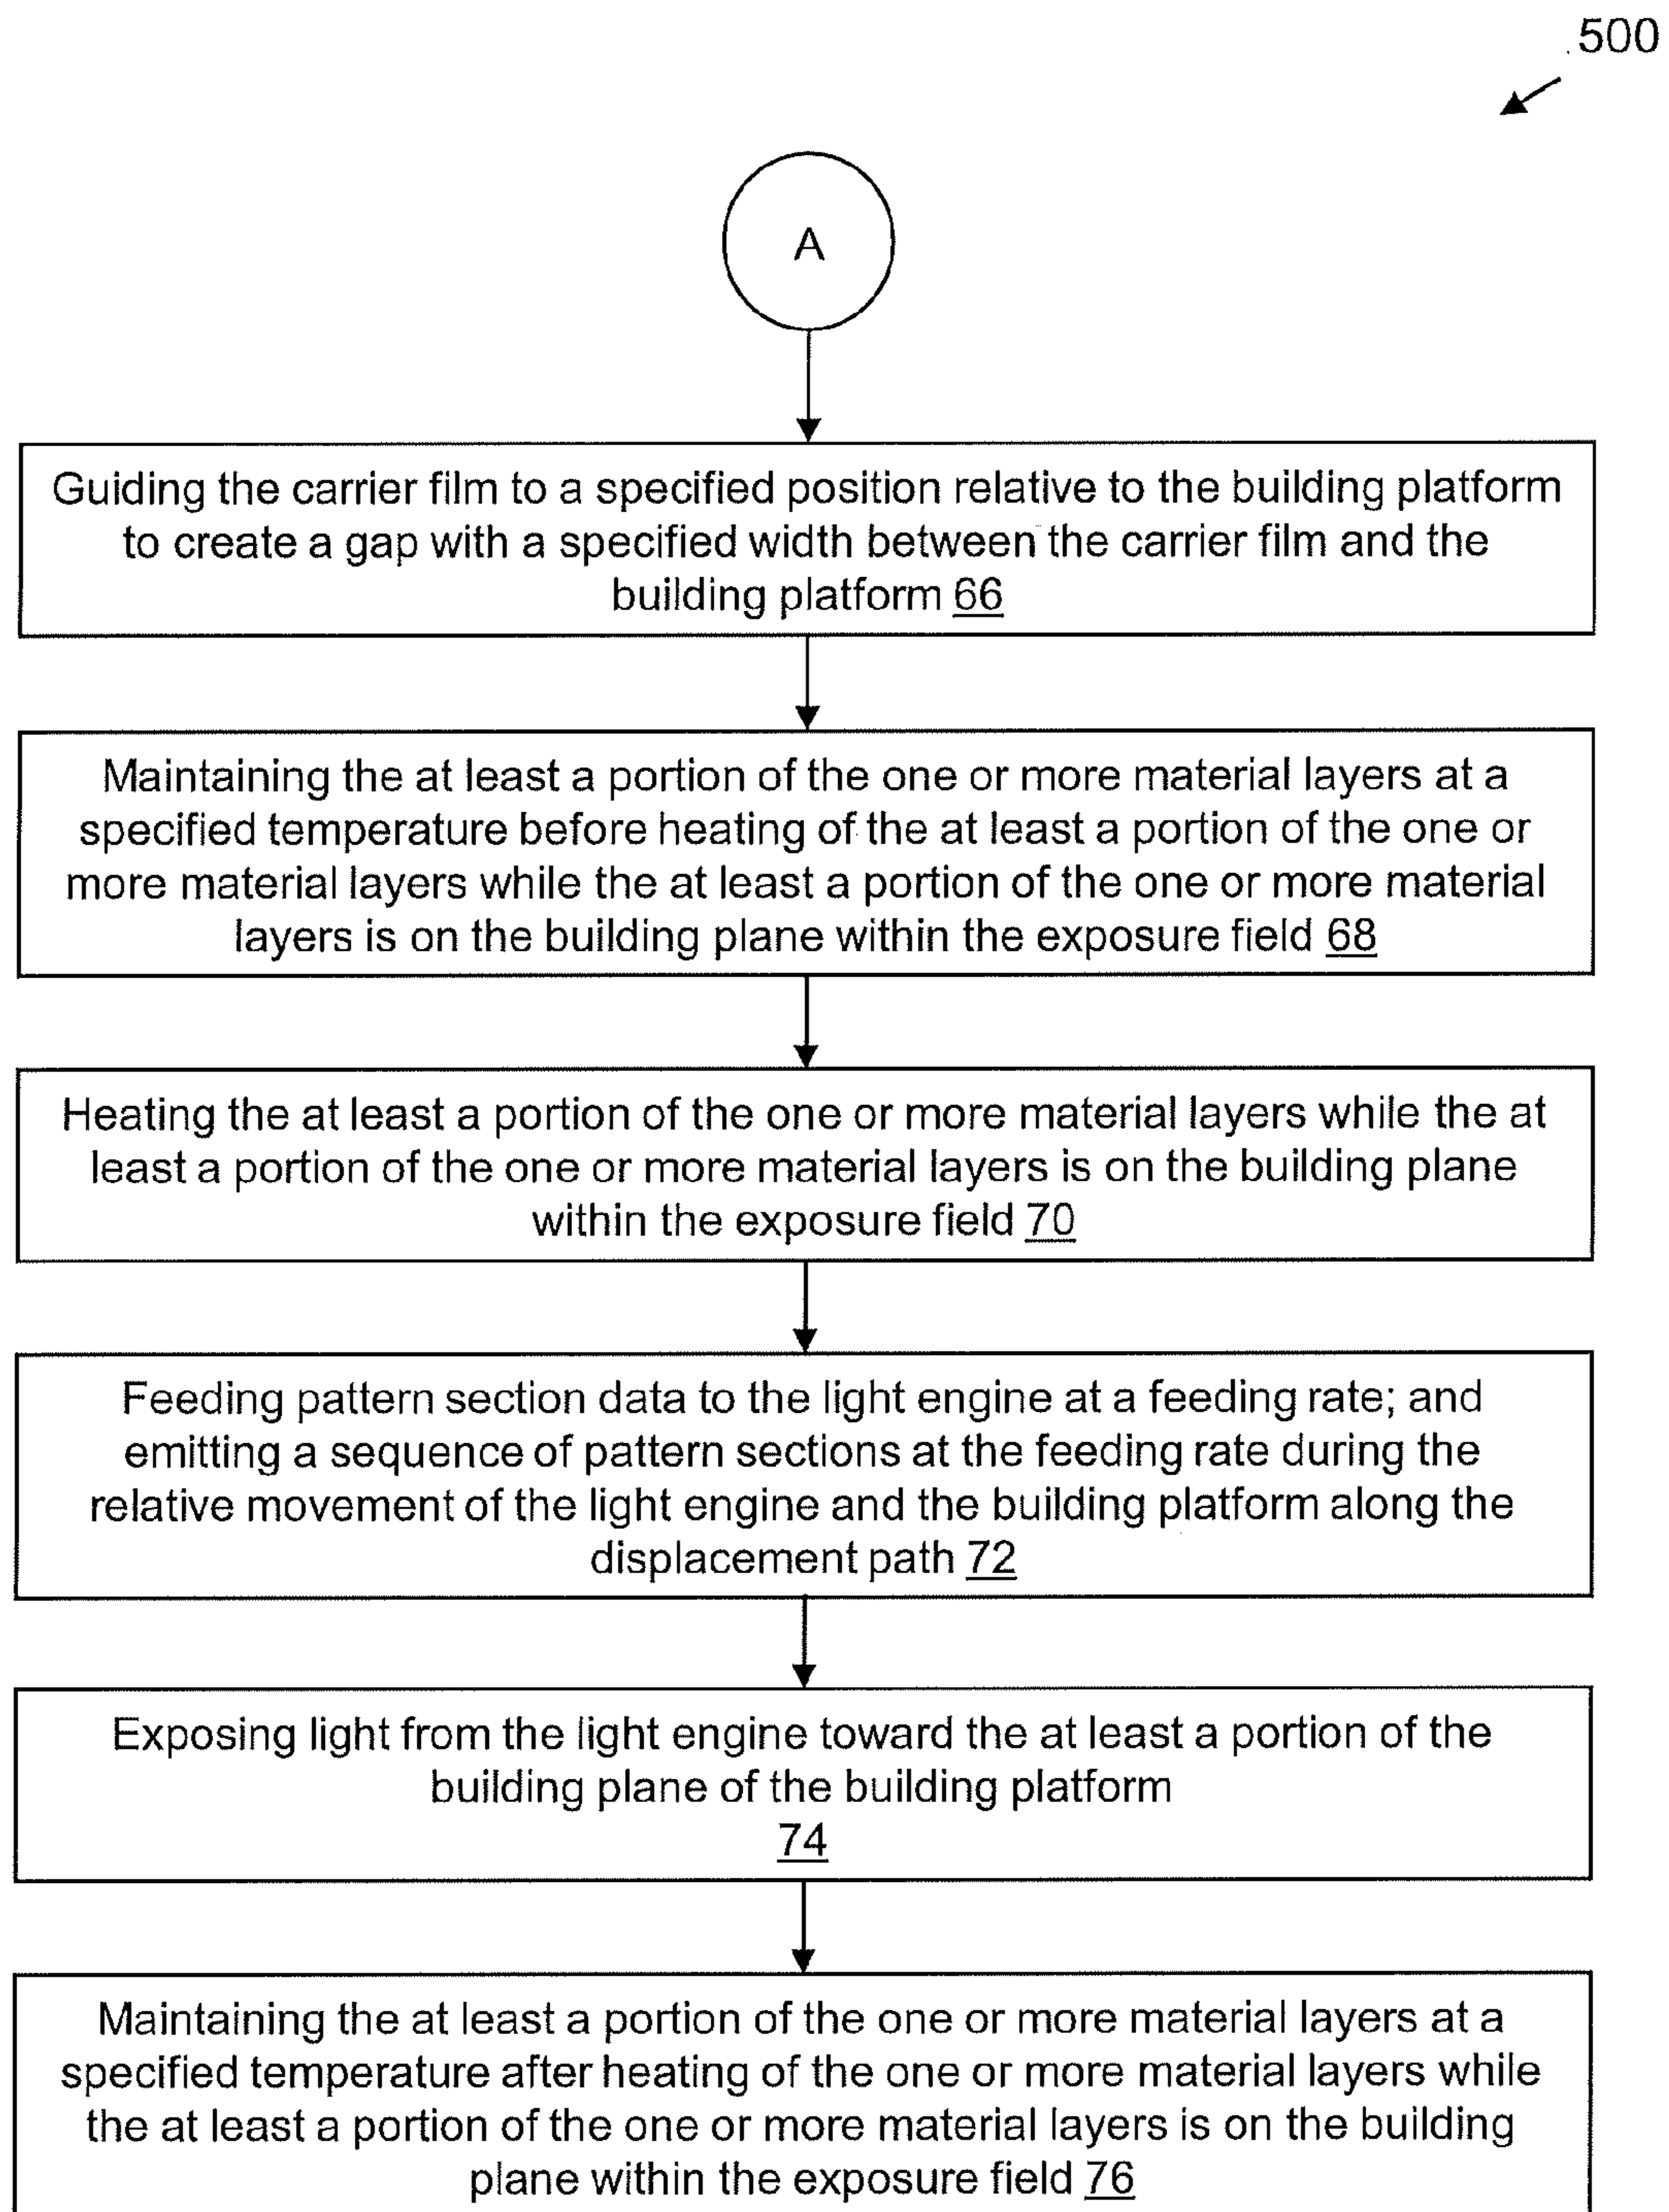 500
A
Guiding the carrier film to a specified position relative to the building platform
to create a gap with a specified width between the carrier film and the
building platform 66
Maintaining the at least a portion of the one or more material layers at a
specified temperature before heating of the at least a portion of the one or
more material layers while the at least a portion of the one or more material
layers is on the building plane within the exposure field 68
Heating the at least a portion of the one or more material layers while the at
least a portion of the one or more material layers is on the building plane
within the exposure field 70
Feeding pattern section data to the light engine at a feeding rate; and
emitting a sequence of pattern sections at the feeding rate during the
relative movement of the light engine and the building platform along the
displacement path 72
Exposing light from the light engine toward the at least a portion of the
building plane of the building platform
74
Maintaining the at least a portion of the one or more material layers at a
specified temperature after heating of the one or more material layers while
the at least a portion of the one or more material layers is on the building
plane within the exposure field 76